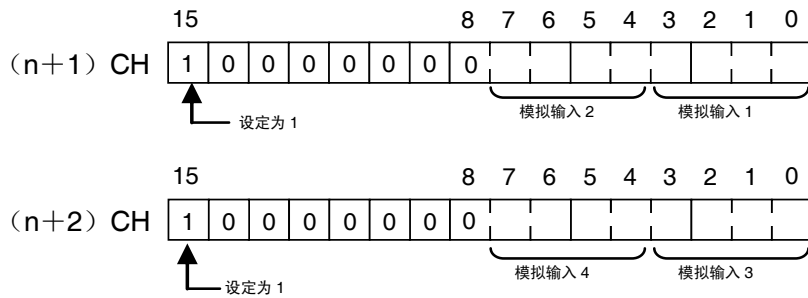 15 8 7 6 5 4 3 2 1 0
（n＋1）CH 1 0 0 0 0 0 0 0
模拟输入 2 模拟输入 1
设定为 1
15 8 7 6 5 4 3 2 1 0
（n＋2）CH 1 0 0 0 0 0 0 0
模拟输入 4 模拟输入 3
设定为 1